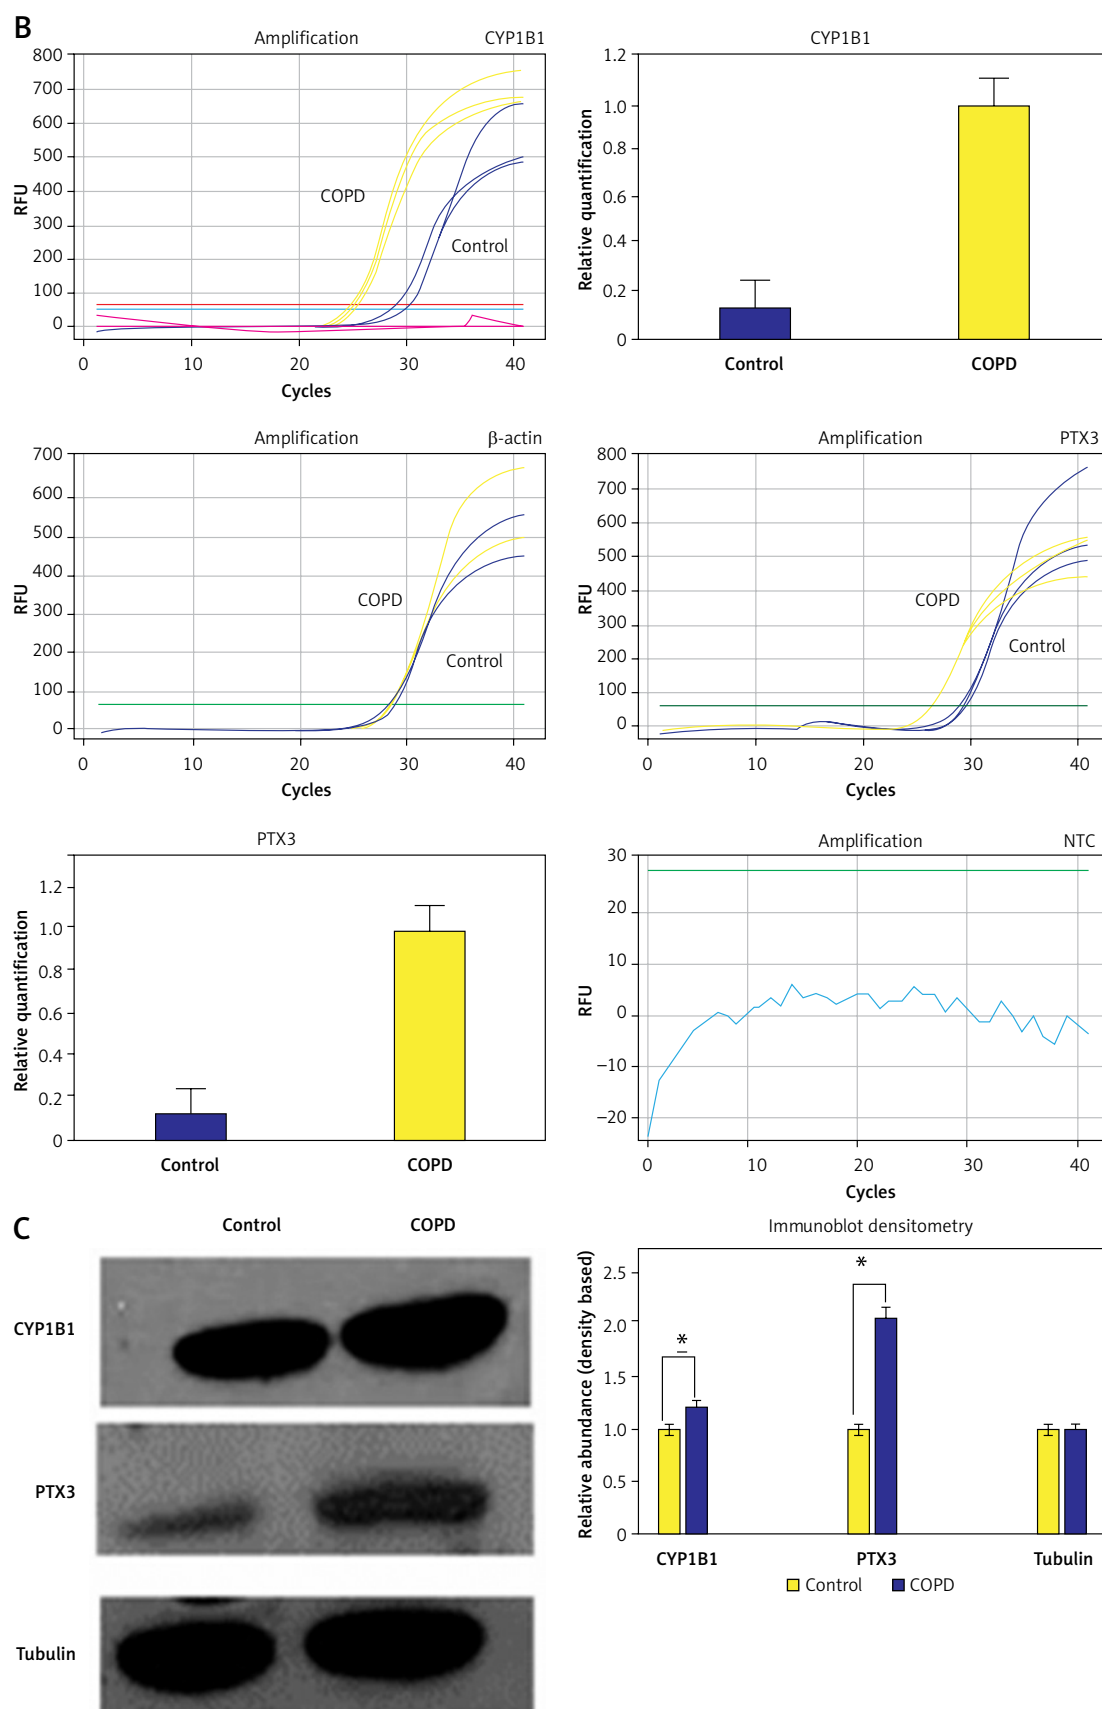 B
Amplification CYP1B1
800
700
600
500
400
300
200
100
0
RFU
COPD
Control
0 10 20 30 40
Cycles
CYP1B1
1.2
1.0
0.8
0.6
0.4
0.2
0
Relative quantification
Control COPD
Amplification β-actin
700
600
500
400
300
200
100
0
RFU
COPD
Control
0 10 20 30 40
Cycles
Amplification PTX3
800
700
600
500
400
300
200
100
0
RFU
COPD
Control
0 10 20 30 40
Cycles
PTX3
1.2
1.0
0.8
0.6
0.4
0.2
0
Relative quantification
Control COPD
Amplification NTC
30
20
10
0
−10
−20
RFU
0 10 20 30 40
Cycles
C
Control COPD
CYP1B1
PTX3
Tubulin
Immunoblot densitometry
2.5
2.0
1.5
1.0
0.5
0
Relative abundance (density based)
*
*
CYP1B1 PTX3 Tubulin
Control COPD